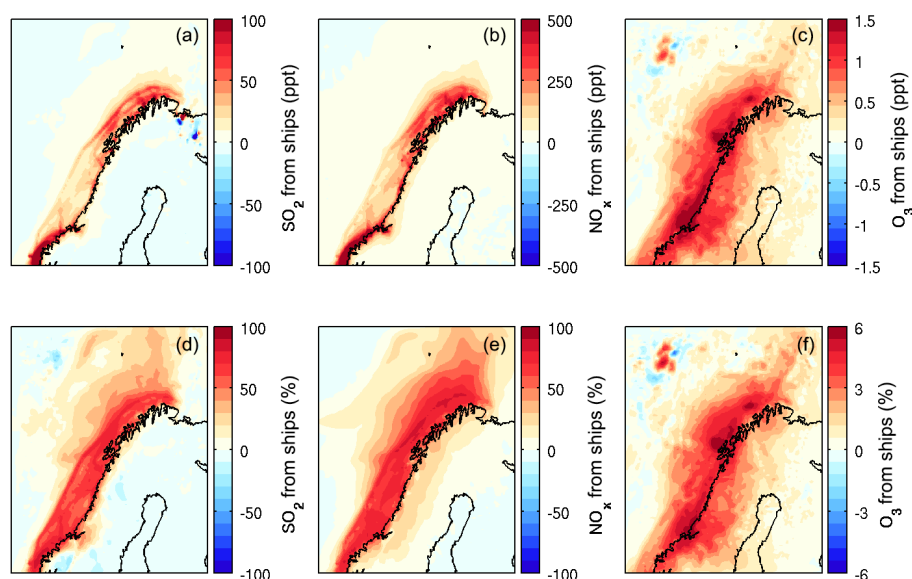 (a)
100
50
0
-50
-100
SO2 from ships (ppt)
(b)
500
250
0
-250
-500
NOx from ships (ppt)
(c)
1.5
1
0.5
0
-0.5
-1
-1.5
O3 from ships (ppt)
(d)
100
50
0
-50
-100
SO2 from ships (%)
(e)
100
50
0
-50
-100
NOx from ships (%)
(f)
6
3
0
-3
-6
O3 from ships (%)